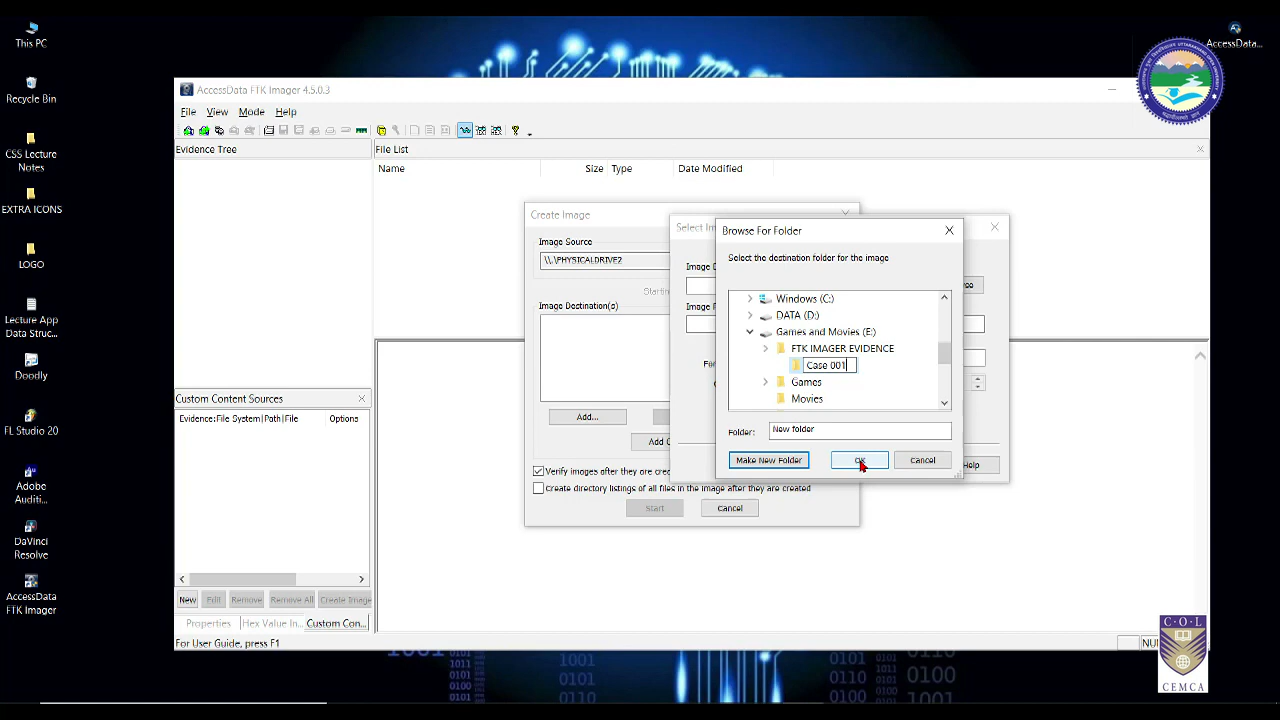 This PC
Recycle Bin
CSS Lecture
Notes
EXTRA ICONS
LOGO
Lecture App
Data Struc...
Doodly
FL Studio 20
Adobe
Auditi...
DaVinci
Resolve
AccessData
FTK Imager
AccessData...
AccessData FTK Imager 4.5.0.3
File View Mode Help
Evidence Tree
File List
Name Size Type Date Modified
Custom Content Sources
Evidence:File System|Path|File Options
New Edit Remove Remove All Create Image
Properties Hex Value In... Custom Con...
For User Guide, press F1
Create Image
Image Source
\\.\PHYSICALDRIVE2
Image Destination(s)
Add...
Start Cancel
Create directory listings of all files in the image after they are created
Help
Browse For Folder
Select the destination folder for the image
Windows (C:)
DATA (D:)
Games and Movies (E:)
FTK IMAGER EVIDENCE
Case 001
Games
Movies
Folder: New folder
Make New Folder OK Cancel
C·O·L
CEMCA